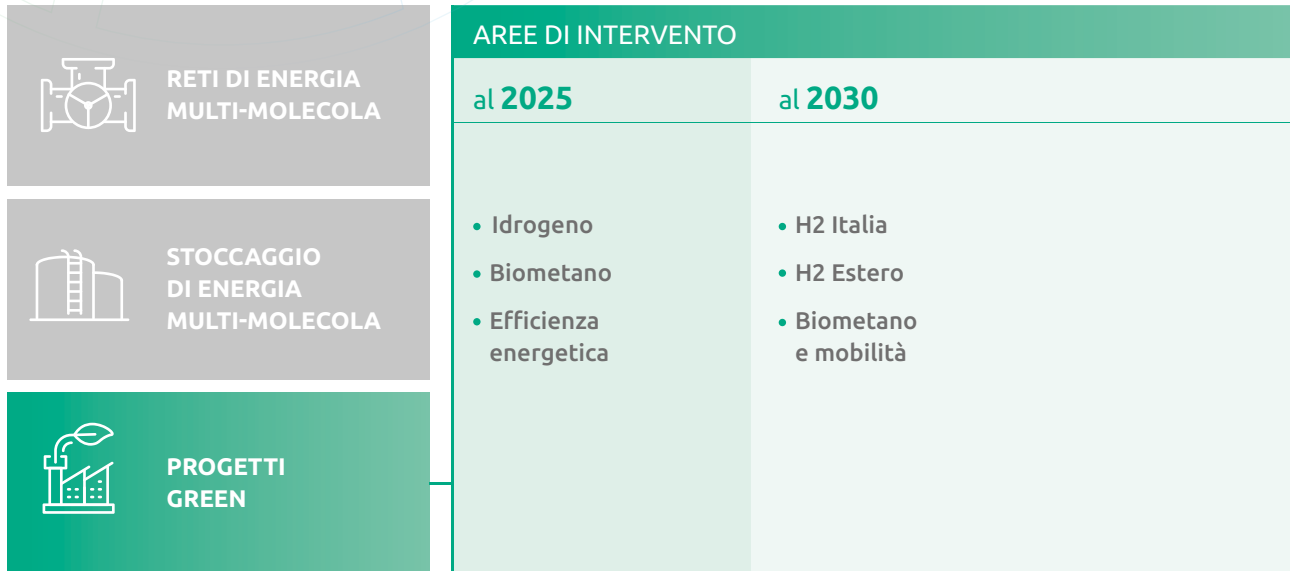 RETI DI ENERGIA
MULTI-MOLECOLA
STOCCAGGIO
DI ENERGIA
MULTI-MOLECOLA
PROGETTI
GREEN
AREE DI INTERVENTO
al 2025
al 2030
• Idrogeno
• Biometano
• Efficienza
energetica
• H2 Italia
• H2 Estero
• Biometano
e mobilità